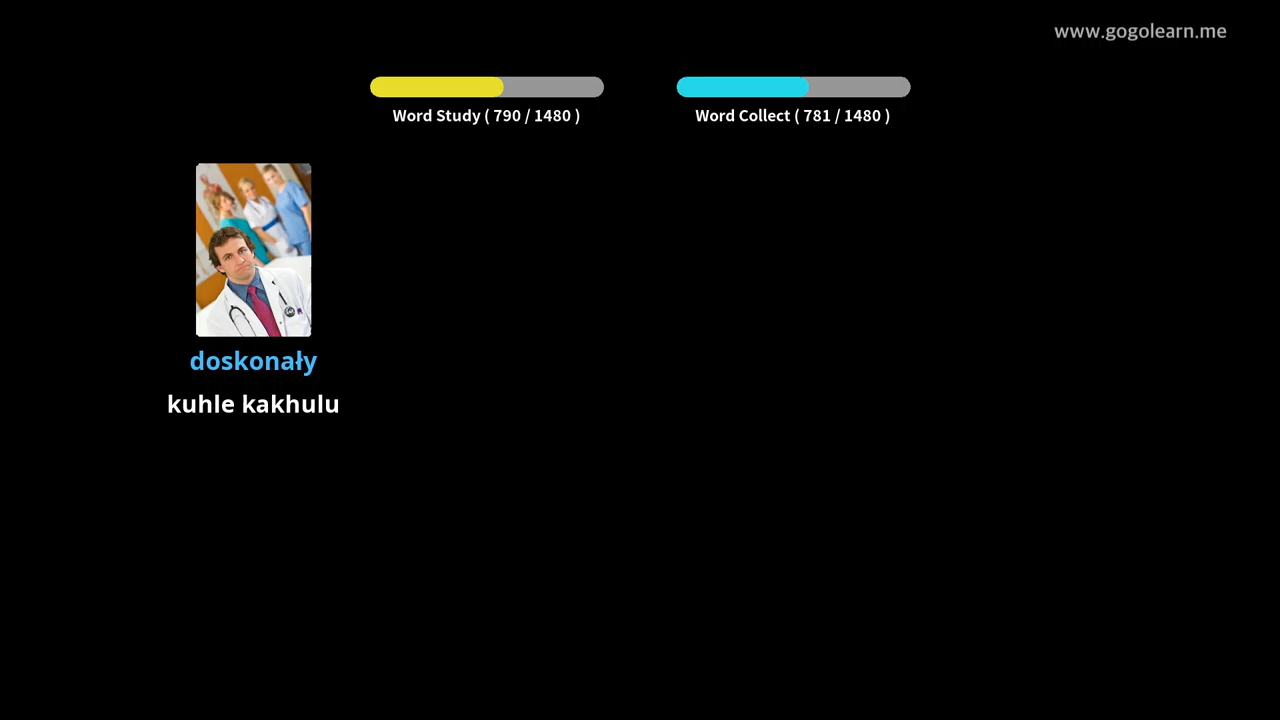 www.gogolearn.me
Word Study ( 790 / 1480 )
Word Collect ( 781 / 1480 )
doskonały
kuhle kakhulu